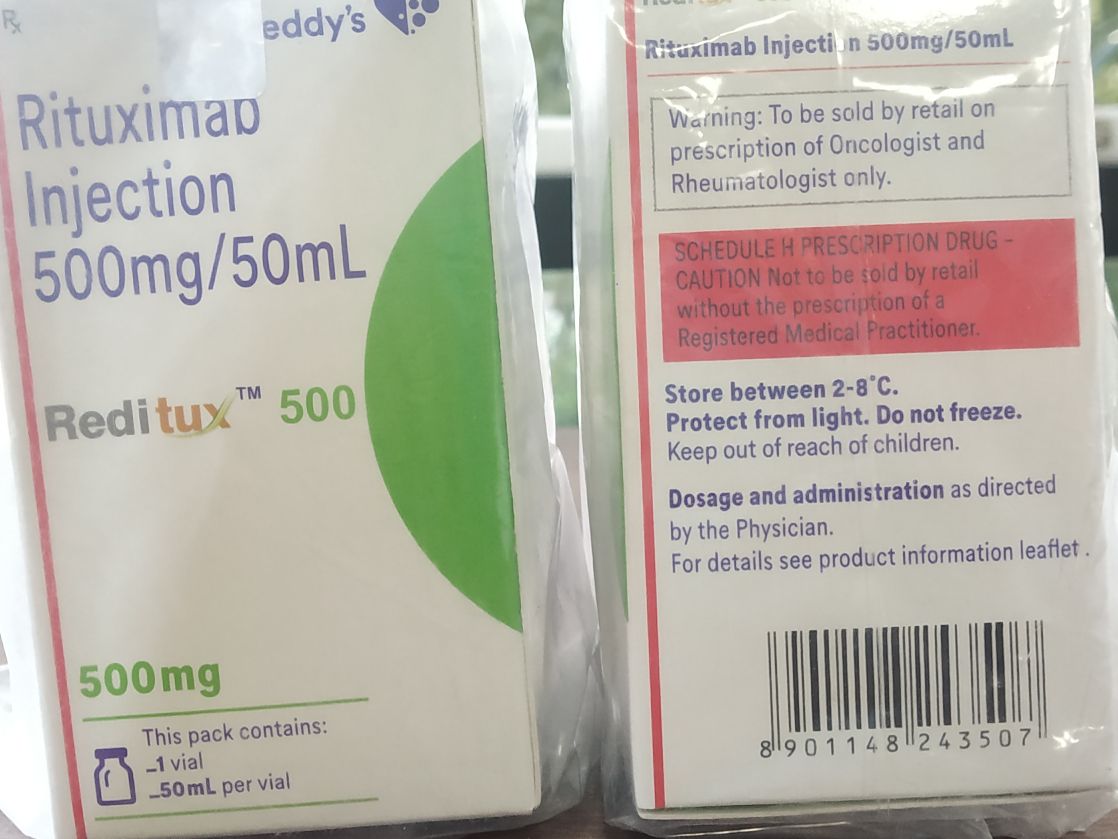 Rx
eddy's
Rituximab
Injection
500mg/50mL
Reditux™ 500
500mg
This pack contains:
_1 vial
_50mL per vial
Rituximab Injection 500mg/50mL
Warning: To be sold by retail on
prescription of Oncologist and
Rheumatologist only.
SCHEDULE H PRESCRIPTION DRUG -
CAUTION Not to be sold by retail
without the prescription of a
Registered Medical Practitioner.
Store between 2-8°C.
Protect from light. Do not freeze.
Keep out of reach of children.
Dosage and administration as directed
by the Physician.
For details see product information leaflet .
8 901148 243507